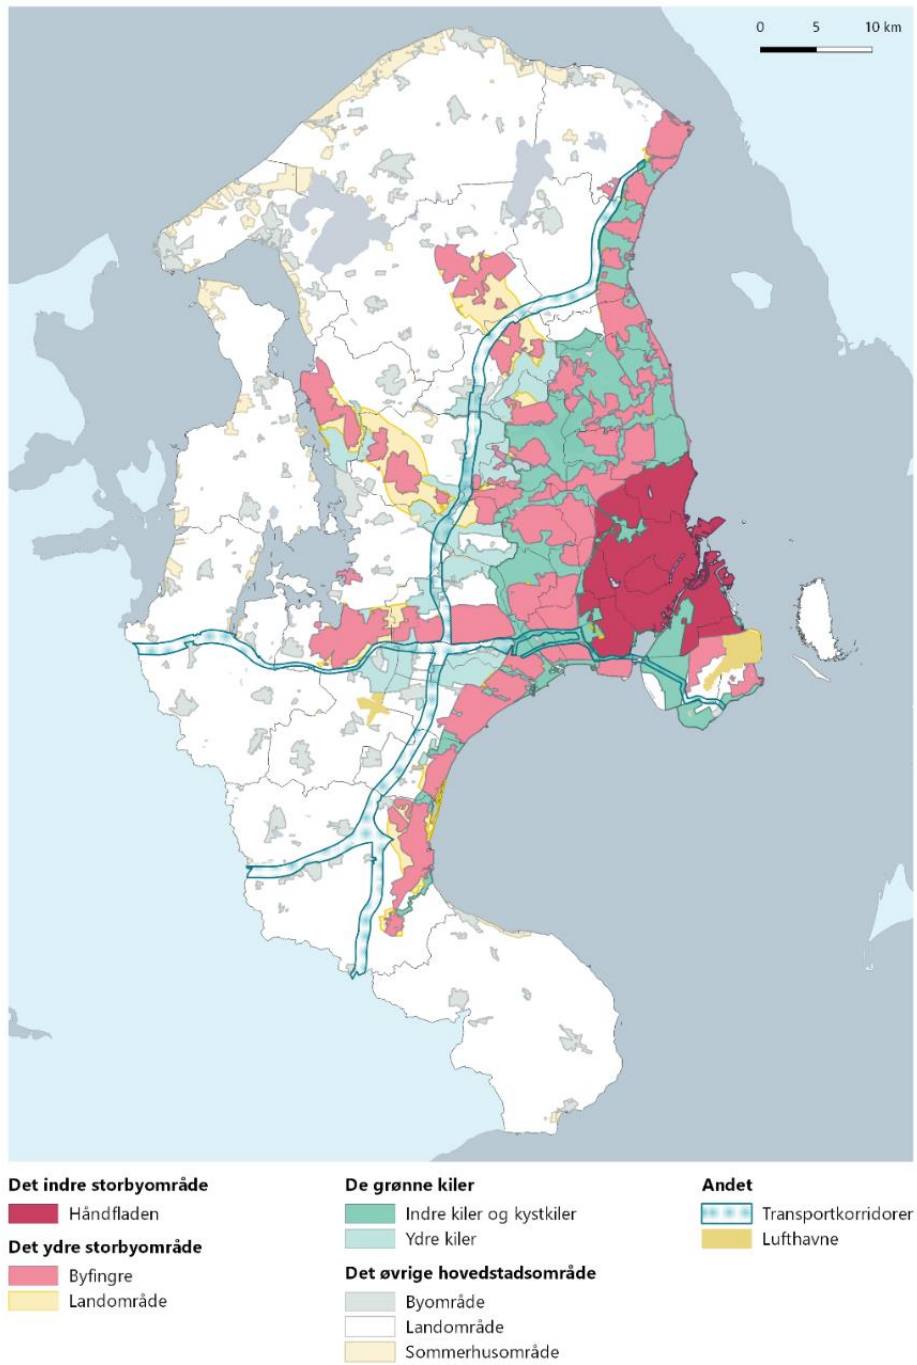 0 5 10 km
Det indre storbyområde
Håndfladen
Det ydre storbyområde
Byfingre
Landområde
De grønne kiler
Indre kiler og kystkiler
Ydre kiler
Det øvrige hovedstadsområde
Byområde
Landområde
Sommerhusområde
Andet
Transportkorridorer
Lufthavne